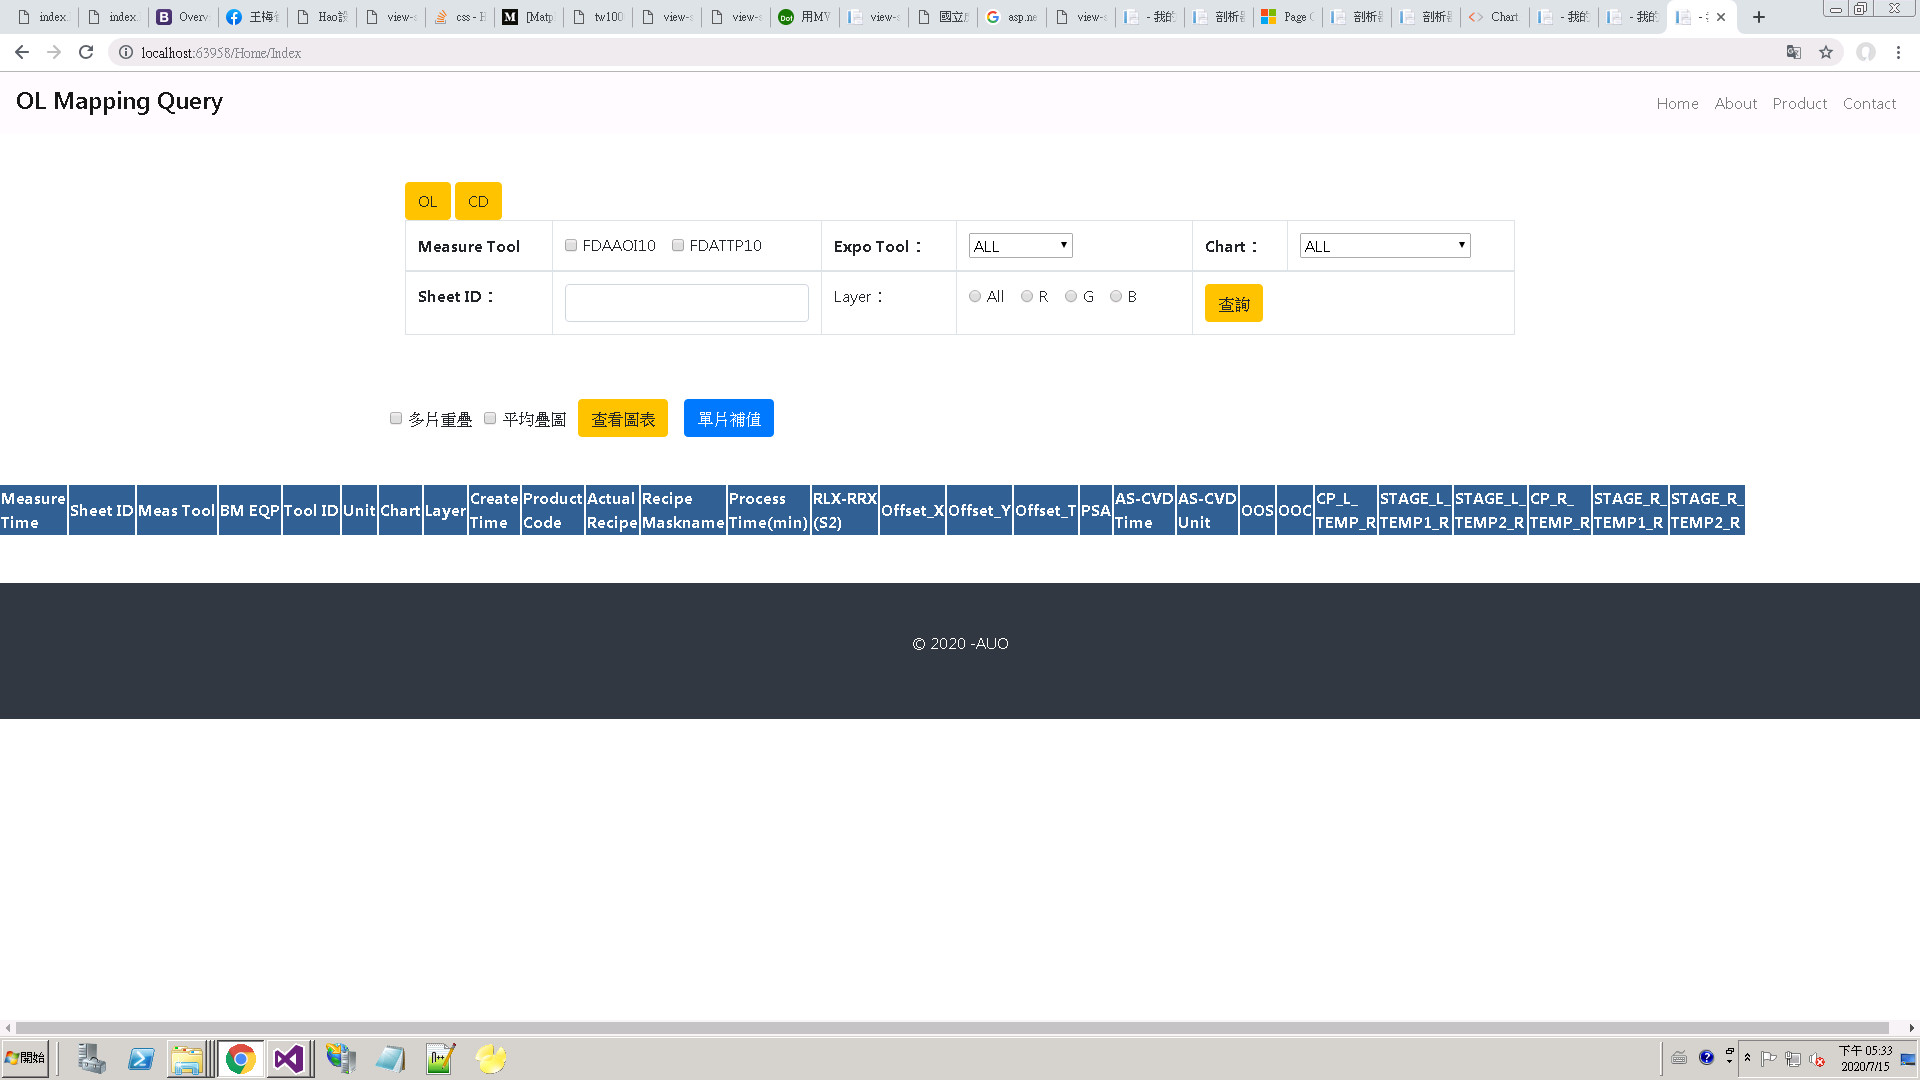 index.
index.
Overv
王梅
Hao
view-s
css - H
[Matp
tw100
view-s
view-s
用MV
view-s
國立
asp.ne
view-s
- 我的
剖析
Page
剖析
剖析
Chart
- 我的
- 我的
localhost:63958/Home/Index
OL Mapping Query
Home About Product Contact
OL CD
Measure Tool FDAAOI10 FDATTP10 Expo Tool： ALL Chart： ALL
Sheet ID： Layer： All R G B 查詢
多片重疊 平均疊圖 查看圖表 單片補值
Measure Time
Sheet ID
Meas Tool
BM EQP
Tool ID
Unit
Chart
Layer
Create Time
Product Code
Actual Recipe
Recipe Maskname
Process Time(min)
RLX-RRX (S2)
Offset_X
Offset_Y
Offset_T
PSA
AS-CVD Time
AS-CVD Unit
OOS
OOC
CP_L_ TEMP_R
STAGE_L_ TEMP1_R
STAGE_L_ TEMP2_R
CP_R_ TEMP_R
STAGE_R_ TEMP1_R
STAGE_R_ TEMP2_R
© 2020 -AUO
開始
下午 05:33
2020/7/15